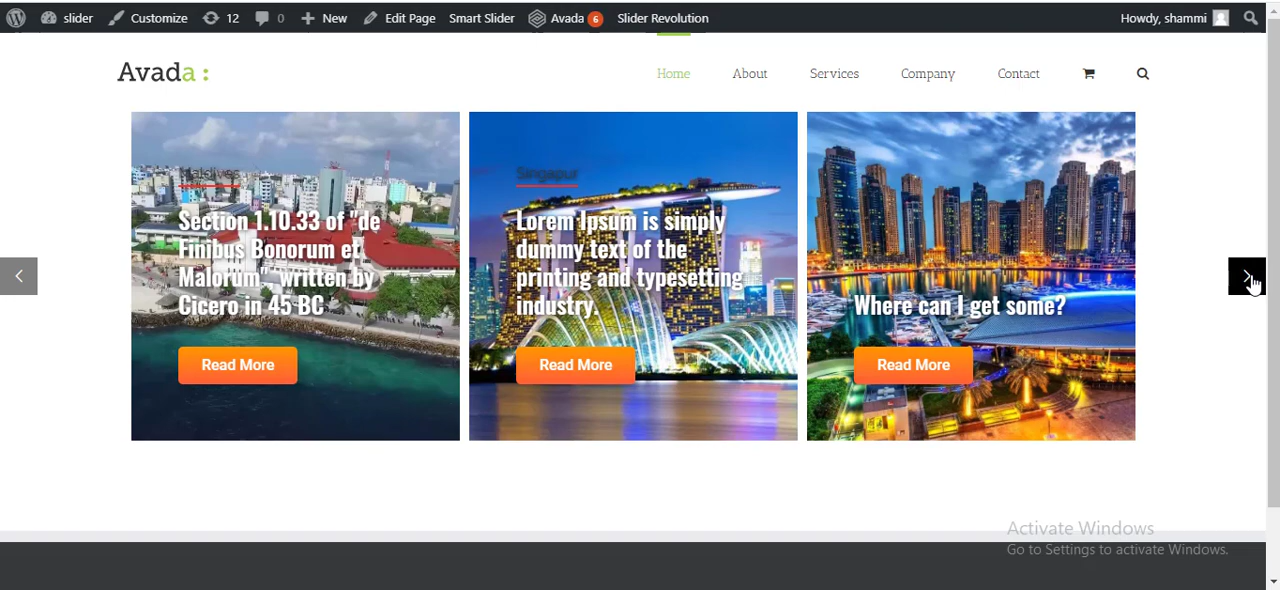 slider Customize 12 0 New Edit Page Smart Slider Avada 6 Slider Revolution Howdy, shammi
Avada :
Home About Services Company Contact
Maldives
Section 1.10.33 of "de
Finibus Bonorum et
Malorum", written by
Cicero in 45 BC
Read More
Singapur
Lorem Ipsum is simply
dummy text of the
printing and typesetting
industry.
Read More
Where can I get some?
Read More
Activate Windows
Go to Settings to activate Windows.